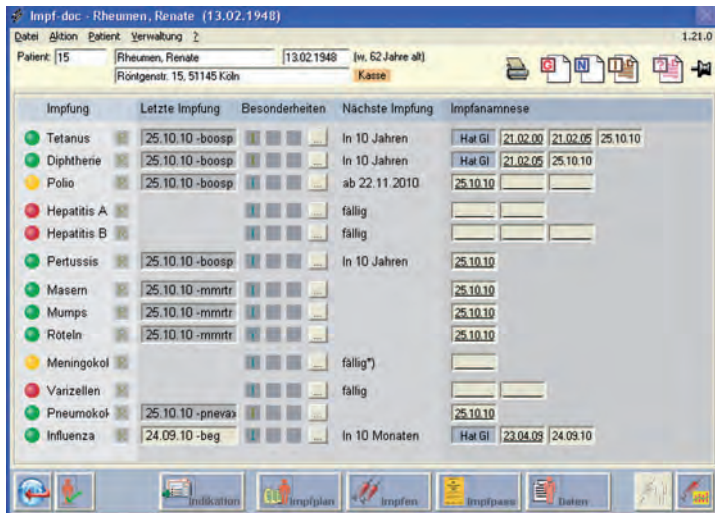 Impf-doc - Rheumen, Renate (13.02.1948)
Datei Aktion Patient Verwaltung ? 1.21.0
Patient: 15 Rheumen, Renate 13.02.1948 (w, 62 Jahre alt)
Röntgenstr. 15, 51145 Köln Kasse
G N I ?
Impfung Letzte Impfung Besonderheiten Nächste Impfung Impfanamnese
Tetanus 25.10.10 -boosp I ... In 10 Jahren Hat GI 21.02.00 21.02.05 25.10.10
Diphtherie 25.10.10 -boosp I ... In 10 Jahren Hat GI 21.02.05 25.10.10
Polio 25.10.10 -boosp I ... ab 22.11.2010 25.10.10
Hepatitis A I ... fällig
Hepatitis B I ... fällig
Pertussis 25.10.10 -boosp I ... In 10 Jahren 25.10.10
Masern 25.10.10 -mmrtr I ... 25.10.10
Mumps 25.10.10 -mmrtr I ... 25.10.10
Röteln 25.10.10 -mmrtr I ... 25.10.10
Meningokol I ... fällig*)
Varizellen I ... fällig
Pneumokok 25.10.10 -pnevax I ... 25.10.10
Influenza 24.09.10 -beg I ... In 10 Monaten Hat GI 23.04.09 24.09.10
Indikation Impfplan Impfen Impfpass Daten